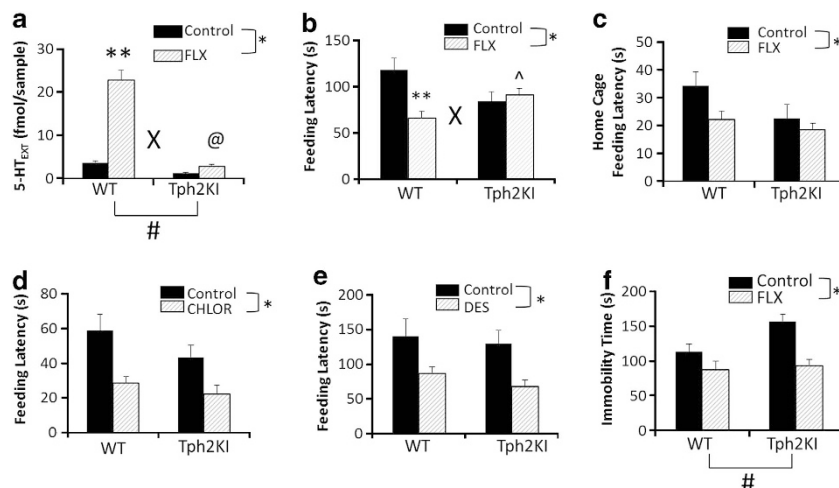 a
Control
FLX
*
5-HTEXT (fmol/sample)
30
20
10
0
**
X
@
WT
Tph2KI
#
b
Control
FLX
*
Feeding Latency (s)
150
100
50
0
**
X
^
WT
Tph2KI
c
Control
FLX
*
Home Cage
Feeding Latency (s)
50
40
30
20
10
0
WT
Tph2KI
d
Control
CHLOR
*
Feeding Latency (s)
80
60
40
20
0
WT
Tph2KI
e
Control
DES
*
Feeding Latency (s)
200
150
100
50
0
WT
Tph2KI
f
Control
FLX
*
Immobility Time (s)
200
150
100
50
0
WT
Tph2KI
#